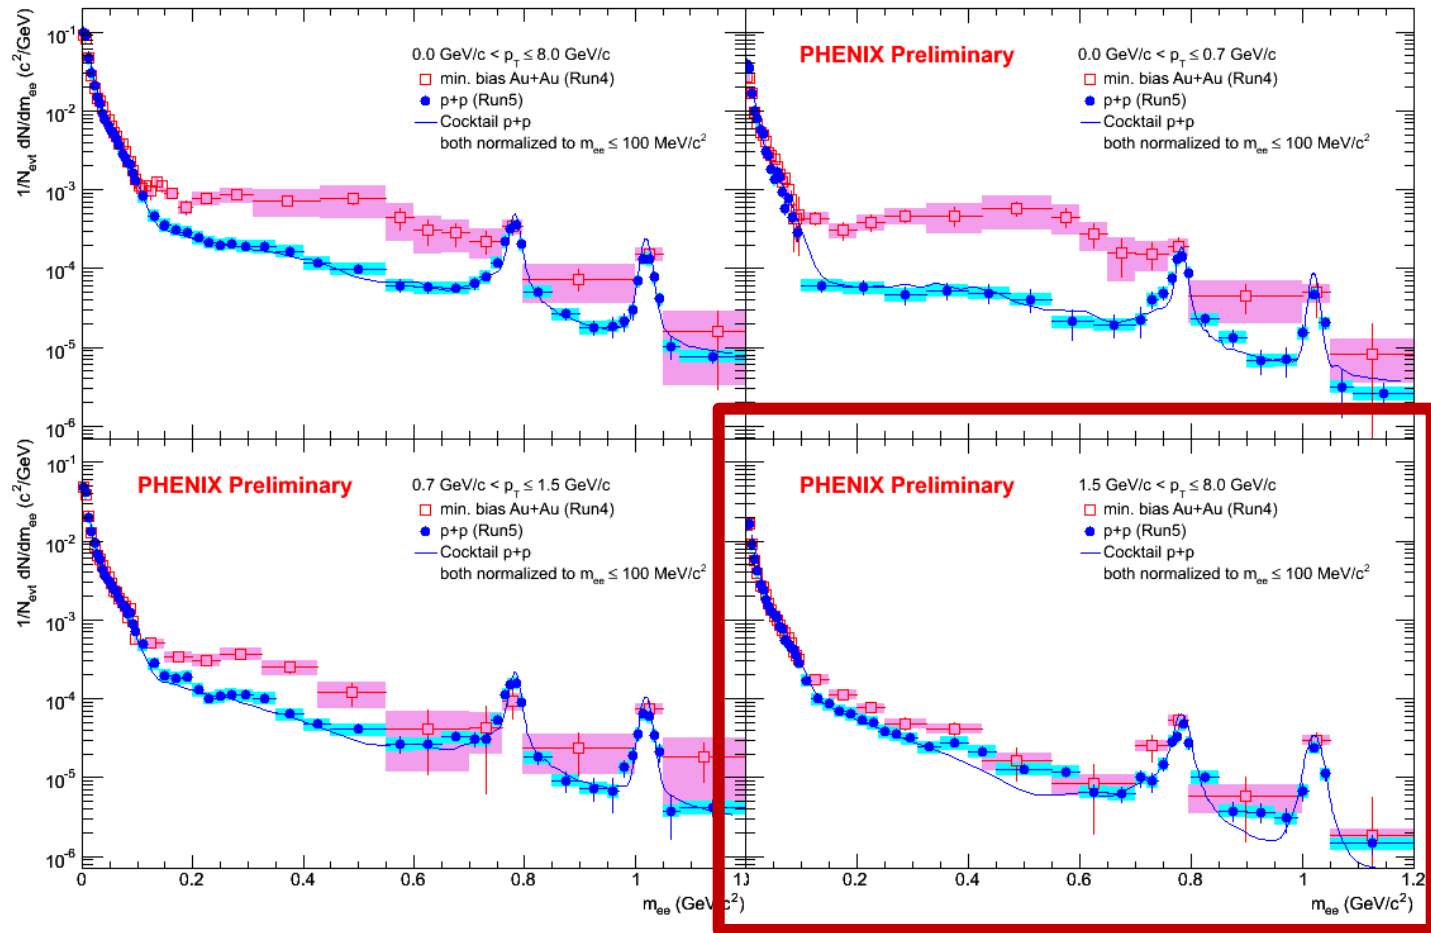 1/N_evt dN/dm_ee (c²/GeV)
10⁻¹
10⁻²
10⁻³
10⁻⁴
10⁻⁵
10⁻⁶
0.0 GeV/c < p_T ≤ 8.0 GeV/c
min. bias Au+Au (Run4)
p+p (Run5)
Cocktail p+p
both normalized to m_ee ≤ 100 MeV/c²
PHENIX Preliminary
0.0 GeV/c < p_T ≤ 0.7 GeV/c
min. bias Au+Au (Run4)
p+p (Run5)
Cocktail p+p
both normalized to m_ee ≤ 100 MeV/c²
1/N_evt dN/dm_ee (c²/GeV)
10⁻¹
10⁻²
10⁻³
10⁻⁴
10⁻⁵
10⁻⁶
PHENIX Preliminary
0.7 GeV/c < p_T ≤ 1.5 GeV/c
min. bias Au+Au (Run4)
p+p (Run5)
Cocktail p+p
both normalized to m_ee ≤ 100 MeV/c²
0 0.2 0.4 0.6 0.8 1
m_ee (GeV/c²)
PHENIX Preliminary
1.5 GeV/c < p_T ≤ 8.0 GeV/c
min. bias Au+Au (Run4)
p+p (Run5)
Cocktail p+p
both normalized to m_ee ≤ 100 MeV/c²
0.2 0.4 0.6 0.8 1 1.2
m_ee (GeV/c²)